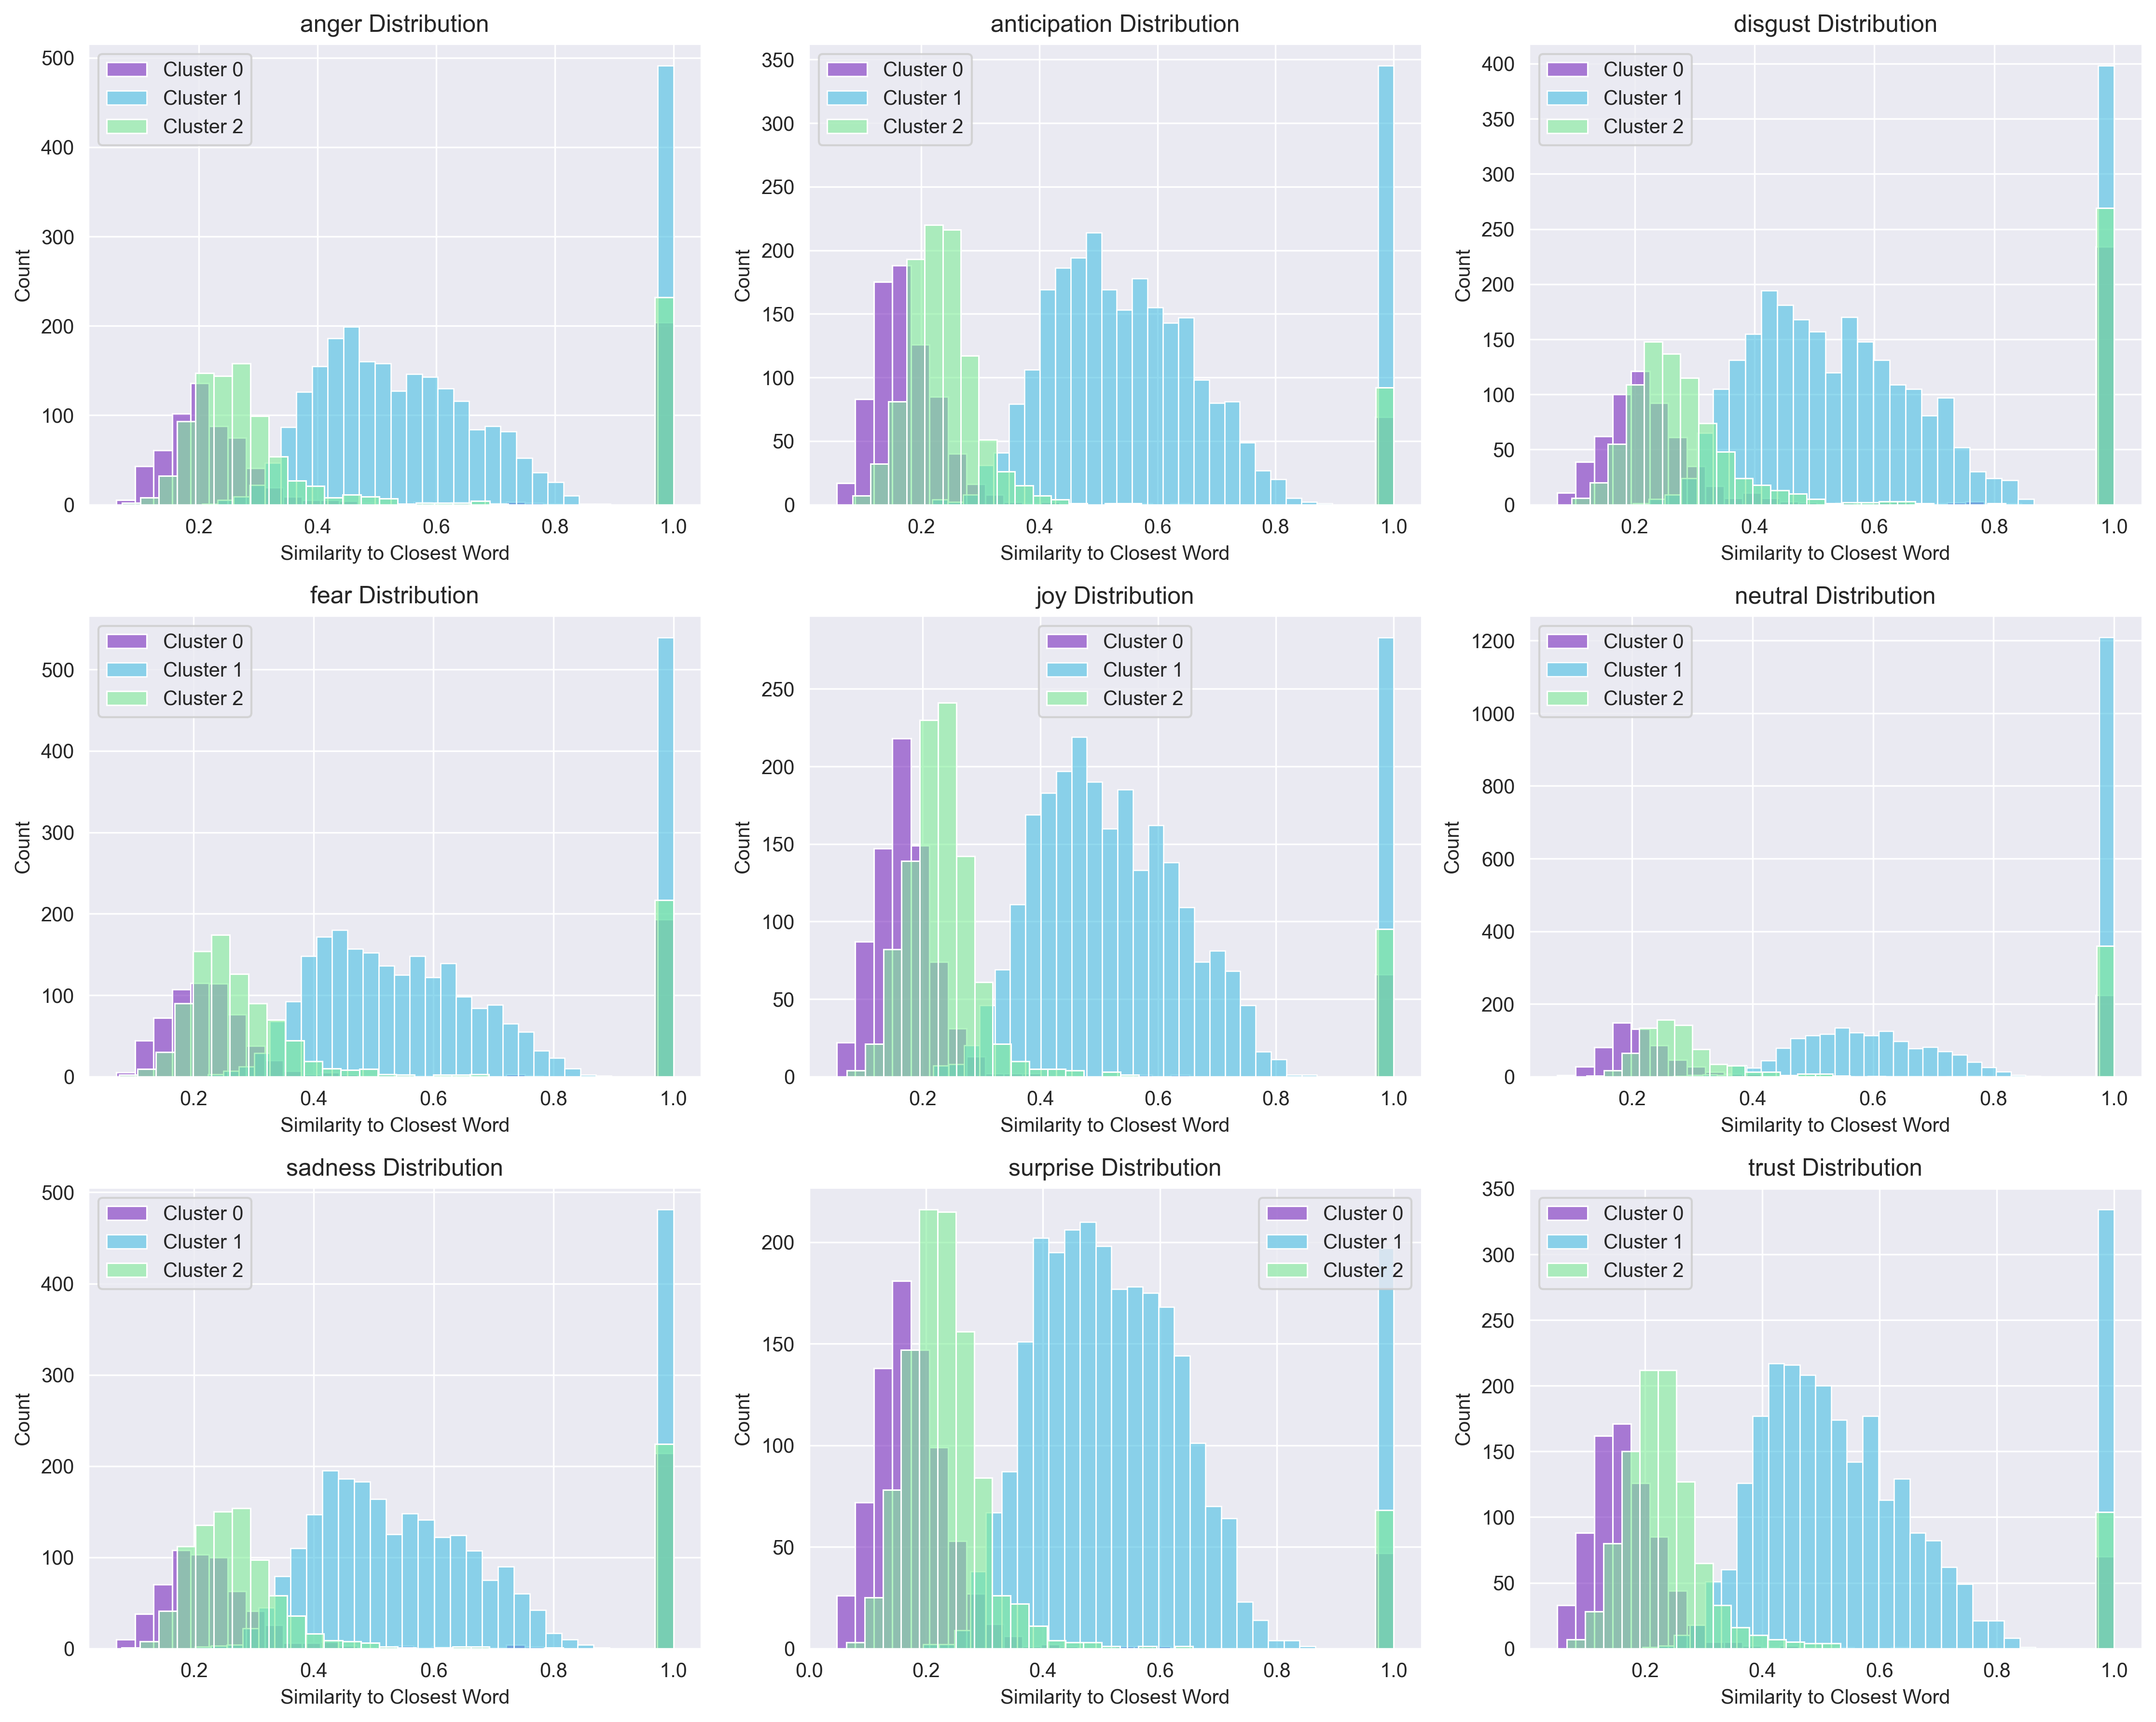 anger Distribution
500
400
300
200
100
0
Count
Cluster 0
Cluster 1
Cluster 2
0.2 0.4 0.6 0.8 1.0
Similarity to Closest Word
anticipation Distribution
350
300
250
200
150
100
50
0
Count
Cluster 0
Cluster 1
Cluster 2
0.2 0.4 0.6 0.8 1.0
Similarity to Closest Word
disgust Distribution
400
350
300
250
200
150
100
50
0
Count
Cluster 0
Cluster 1
Cluster 2
0.2 0.4 0.6 0.8 1.0
Similarity to Closest Word
fear Distribution
500
400
300
200
100
0
Count
Cluster 0
Cluster 1
Cluster 2
0.2 0.4 0.6 0.8 1.0
Similarity to Closest Word
joy Distribution
250
200
150
100
50
0
Count
Cluster 0
Cluster 1
Cluster 2
0.2 0.4 0.6 0.8 1.0
Similarity to Closest Word
neutral Distribution
1200
1000
800
600
400
200
0
Count
Cluster 0
Cluster 1
Cluster 2
0.2 0.4 0.6 0.8 1.0
Similarity to Closest Word
sadness Distribution
500
400
300
200
100
0
Count
Cluster 0
Cluster 1
Cluster 2
0.2 0.4 0.6 0.8 1.0
Similarity to Closest Word
surprise Distribution
200
150
100
50
0
Count
Cluster 0
Cluster 1
Cluster 2
0.0 0.2 0.4 0.6 0.8 1.0
Similarity to Closest Word
trust Distribution
350
300
250
200
150
100
50
0
Count
Cluster 0
Cluster 1
Cluster 2
0.2 0.4 0.6 0.8 1.0
Similarity to Closest Word